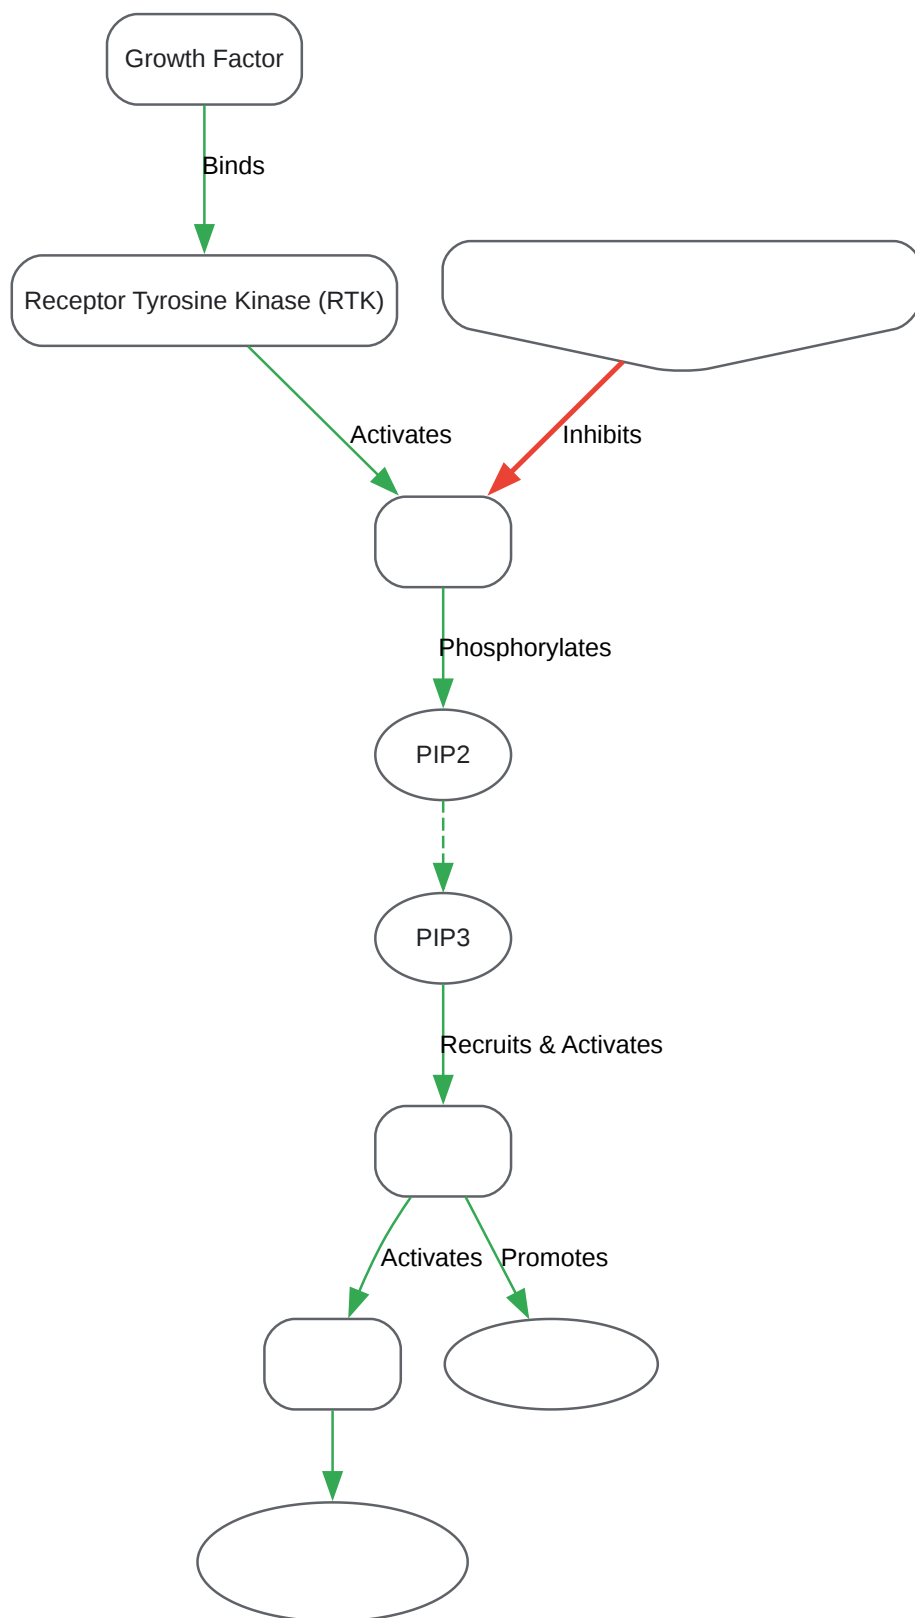 Growth Factor
Binds
Receptor Tyrosine Kinase (RTK)
Activates
Inhibits
Phosphorylates
PIP2
PIP3
Recruits & Activates
Activates
Promotes